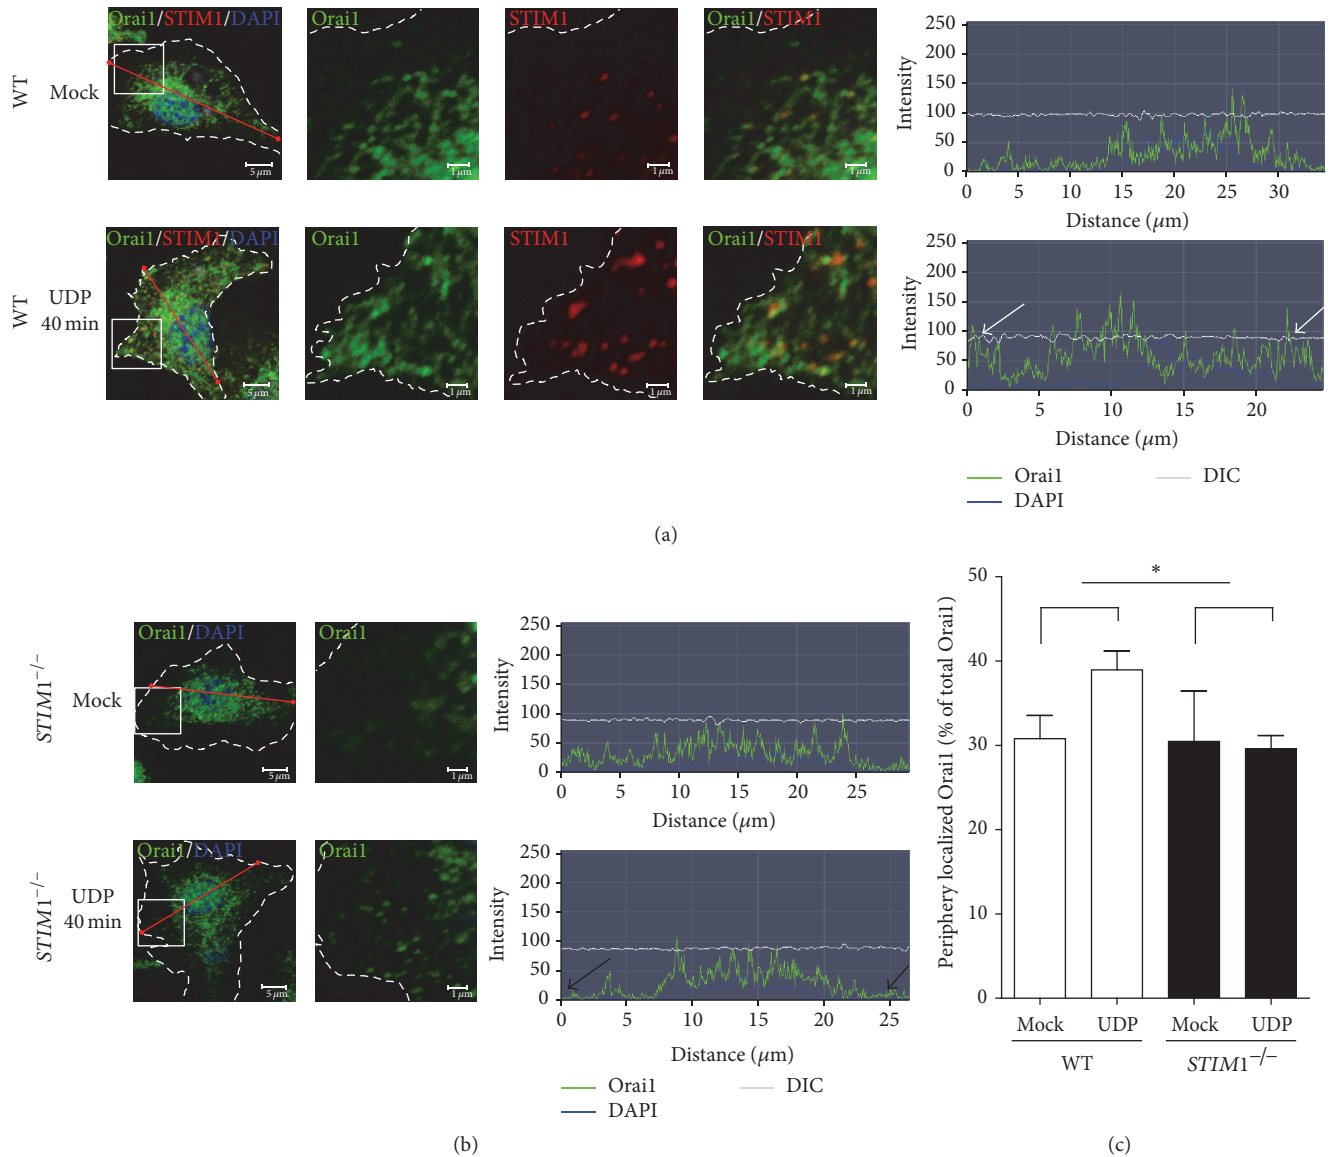 Orai1/STIM1/DAPI
Orai1
STIM1
Orai1/STIM1
WT
Mock
5 μm
1 μm
1 μm
1 μm
Intensity
250
200
150
100
50
0
0 5 10 15 20 25 30
Distance (μm)
Orai1/STIM1/DAPI
Orai1
STIM1
Orai1/STIM1
WT
UDP
40 min
5 μm
1 μm
1 μm
1 μm
Intensity
250
200
150
100
50
0
0 5 10 15 20
Distance (μm)
Orai1
DIC
DAPI
(a)
Orai1/DAPI
Orai1
STIM1−/−
Mock
5 μm
1 μm
Intensity
250
200
150
100
50
0
0 5 10 15 20 25
Distance (μm)
Orai1/DAPI
Orai1
STIM1−/−
UDP
40 min
5 μm
1 μm
Intensity
250
200
150
100
50
0
0 5 10 15 20 25
Distance (μm)
Orai1
DIC
DAPI
(b)
Periphery localized Orai1 (% of total Orai1)
50
40
30
20
10
0
*
Mock UDP Mock UDP
WT STIM1−/−
(c)